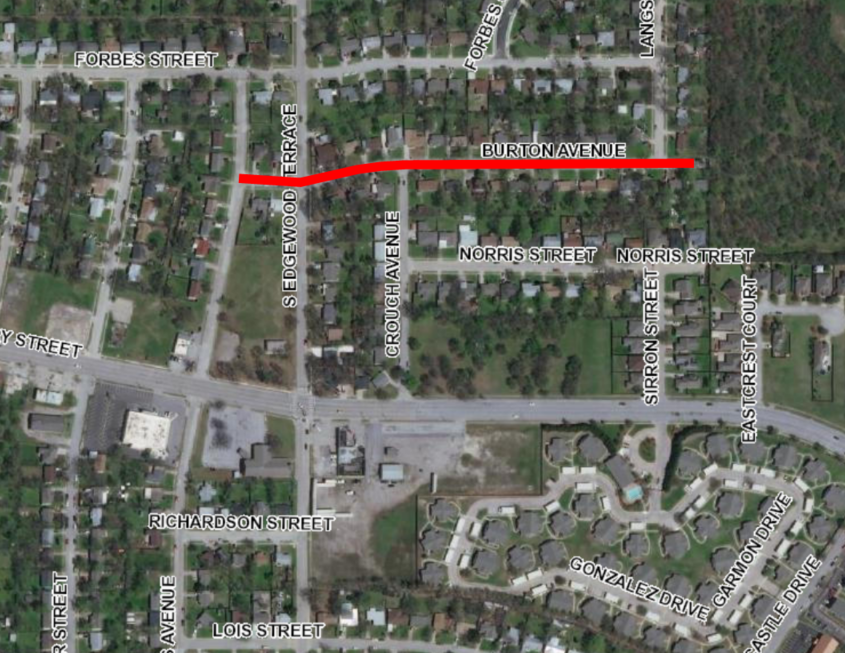 FORBES STREET
FORBES
LANGS
S EDGEWOOD TERRACE
BURTON AVENUE
CROUCH AVENUE
NORRIS STREET
NORRIS STREET
SIRRON STREET
EASTCREST COURT
Y STREET
RICHARDSON STREET
GONZALEZ DRIVE
CARMON DRIVE
CASTLE DRIVE
R STREET
S AVENUE
LOIS STREET